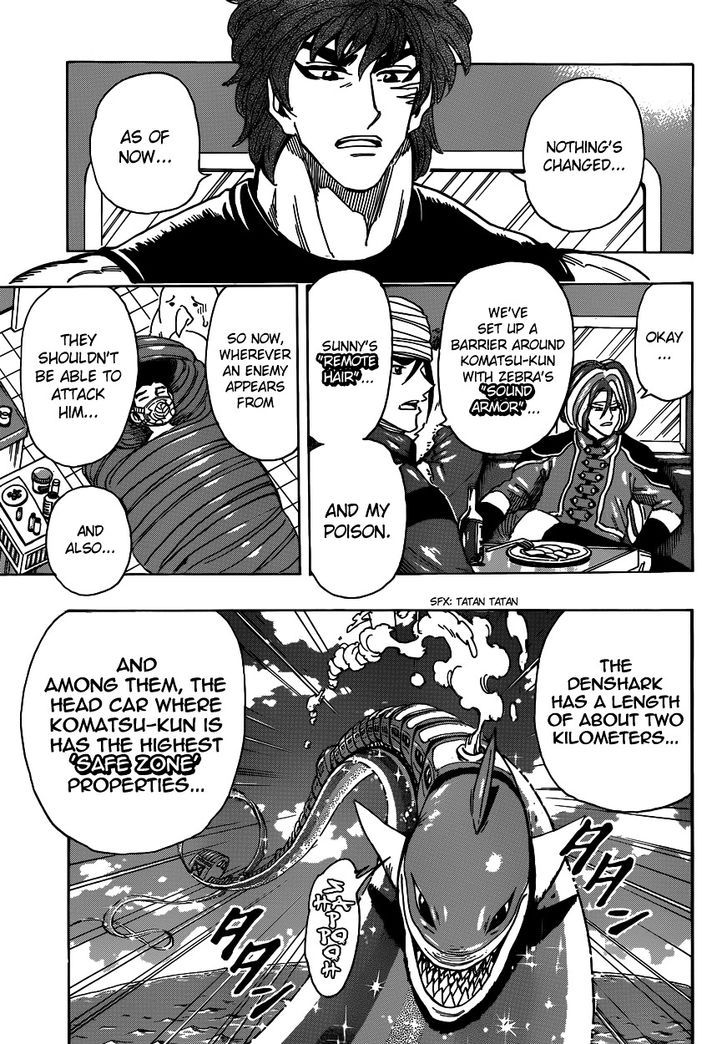 NOTHING'S
CHANGED...
AS OF
NOW...
OKAY
...
WE'VE
SET UP A
BARRIER AROUND
KOMATSU-KUN
WITH ZEBRA'S
"SOUND
ARMOR"...
SUNNY'S
"REMOTE
HAIR"...
AND MY
POISON.
SO NOW,
WHEREVER
AN ENEMY
APPEARS
FROM
THEY
SHOULDN'T
BE ABLE TO
ATTACK
HIM...
AND
ALSO...
SFX: TATAN TATAN
THE
DENSHARK
HAS A LENGTH
OF ABOUT TWO
KILOMETERS...
AND
AMONG THEM, THE
HEAD CAR WHERE
KOMATSU-KUN IS
HAS THE HIGHEST
'SAFE ZONE'
PROPERTIES...
タタン
タタン